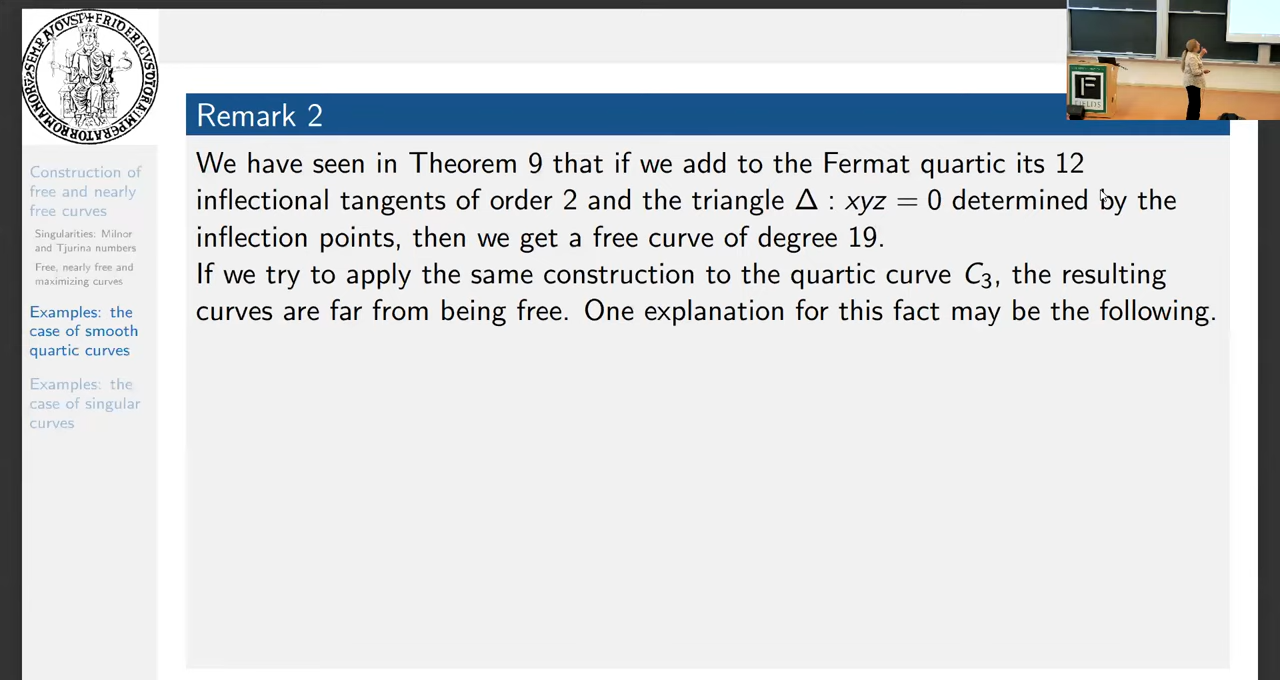 Remark 2
We have seen in Theorem 9 that if we add to the Fermat quartic its 12
inflectional tangents of order 2 and the triangle Δ : xyz = 0 determined by the
inflection points, then we get a free curve of degree 19.
If we try to apply the same construction to the quartic curve C₃, the resulting
curves are far from being free. One explanation for this fact may be the following.
Construction of
free and nearly
free curves
Singularities: Milnor
and Tjurina numbers
Free, nearly free and
maximizing curves
Examples: the
case of smooth
quartic curves
Examples: the
case of singular
curves
F
FIELDS